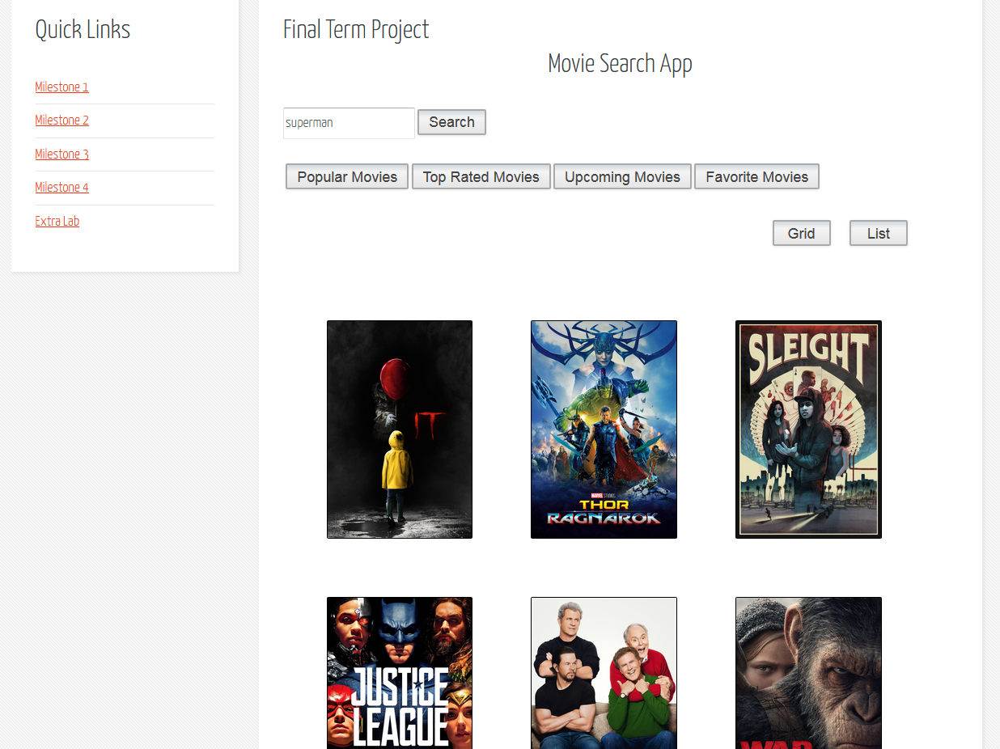 Quick Links
Milestone 1
Milestone 2
Milestone 3
Milestone 4
Extra Lab
Final Term Project
Movie Search App
superman
Search
Popular Movies
Top Rated Movies
Upcoming Movies
Favorite Movies
Grid
List
IT
MARVEL STUDIOS
THOR
RAGNAROK
SLEIGHT
JUSTICE
LEAGUE
WAR